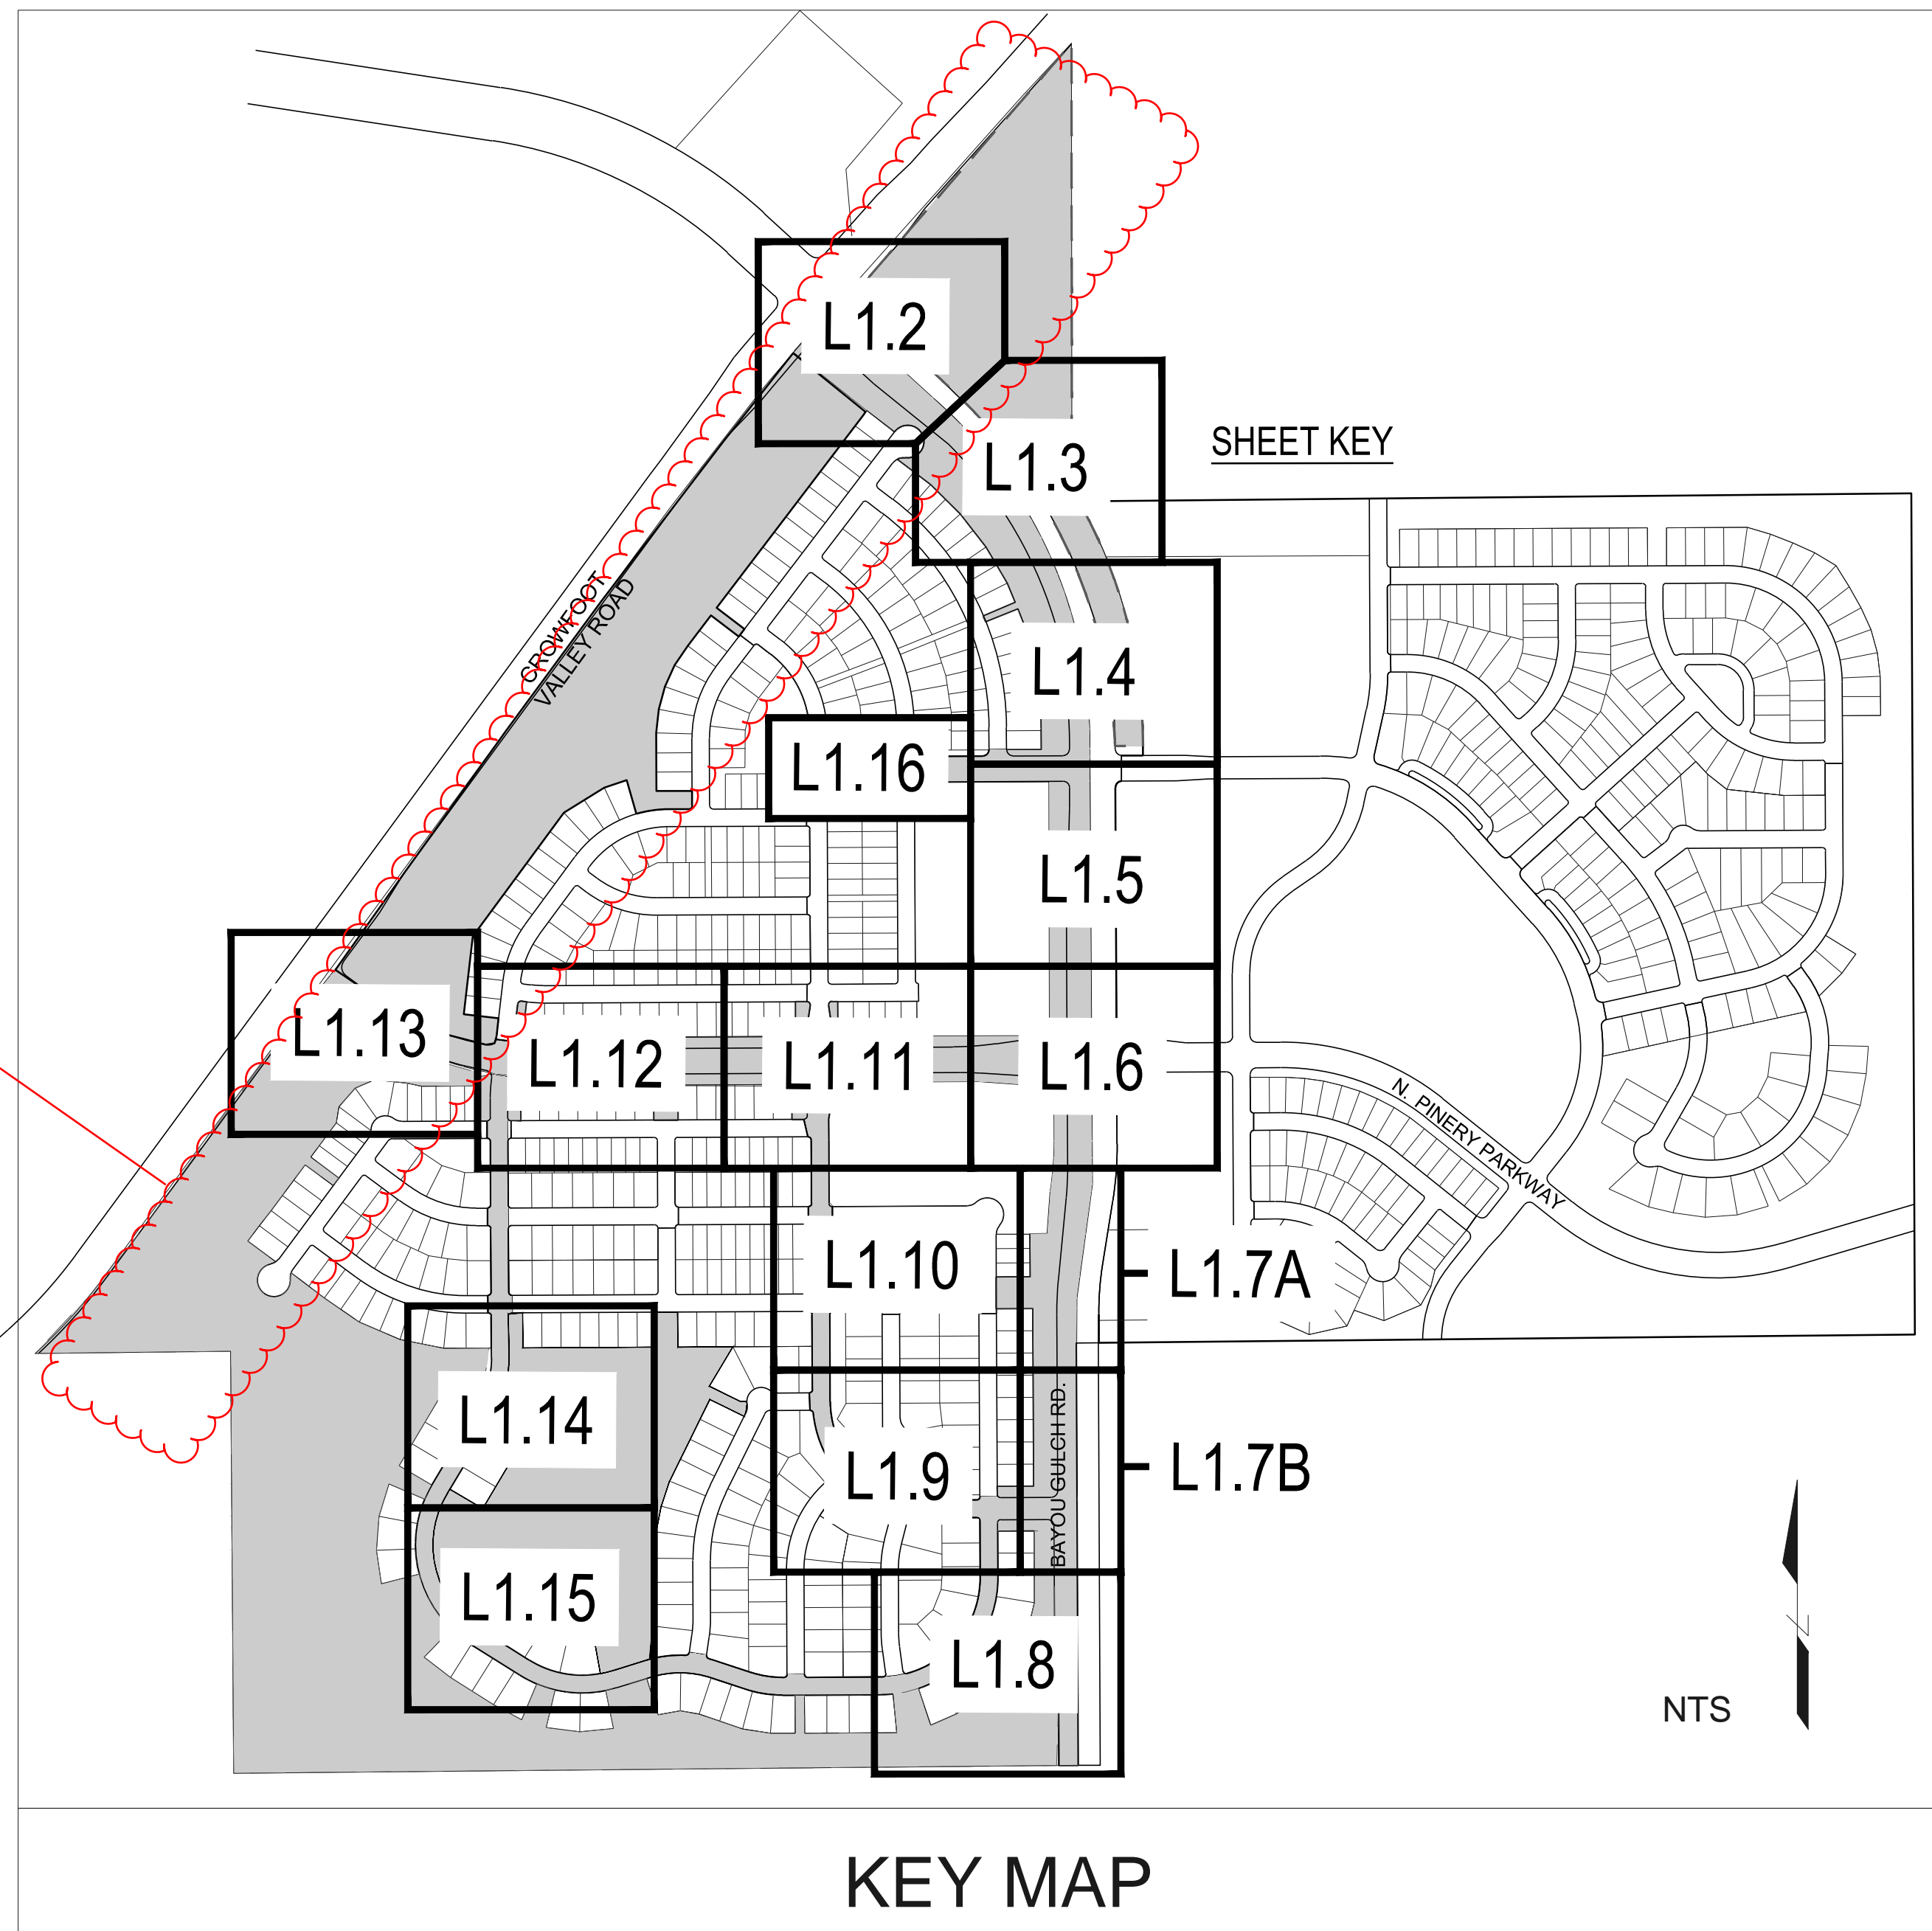 L1.2
SHEET KEY
L1.3
CROWFOOT
VALLEY ROAD
L1.4
L1.16
L1.5
L1.13
L1.12
L1.11
L1.6
N. PINERY PARKWAY
L1.10
L1.7A
L1.14
BAYOU GULCH RD.
L1.9
L1.7B
L1.15
L1.8
NTS
KEY MAP